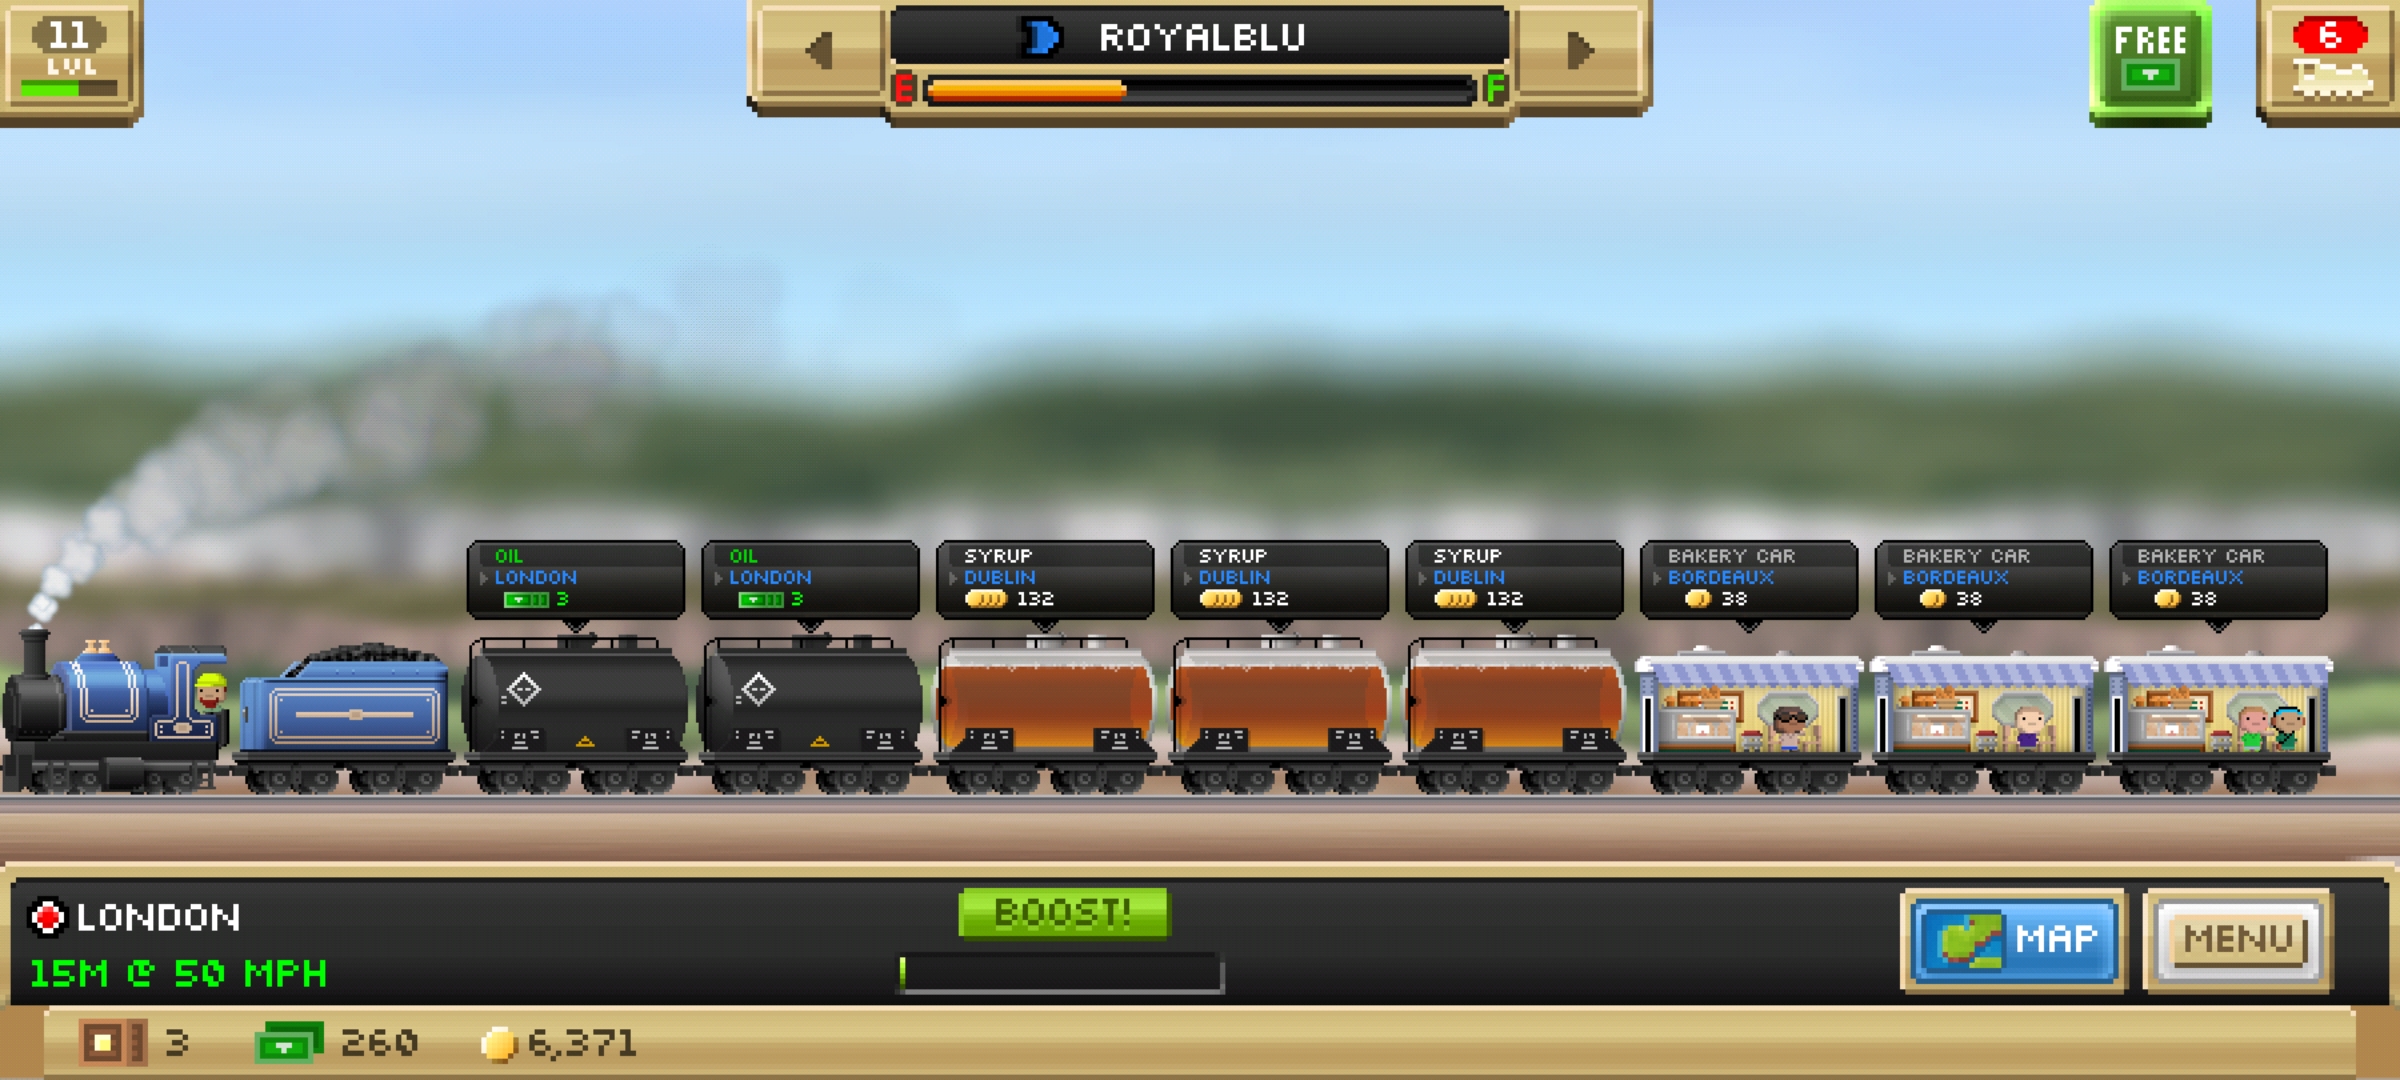 11
LVL
ROYALBLU
E F
FREE
6
OIL
LONDON
3
OIL
LONDON
3
SYRUP
DUBLIN
132
SYRUP
DUBLIN
132
SYRUP
DUBLIN
132
BAKERY CAR
BORDEAUX
38
BAKERY CAR
BORDEAUX
38
BAKERY CAR
BORDEAUX
38
LONDON
15M @ 50 MPH
BOOST!
MAP
MENU
3
260
6,371